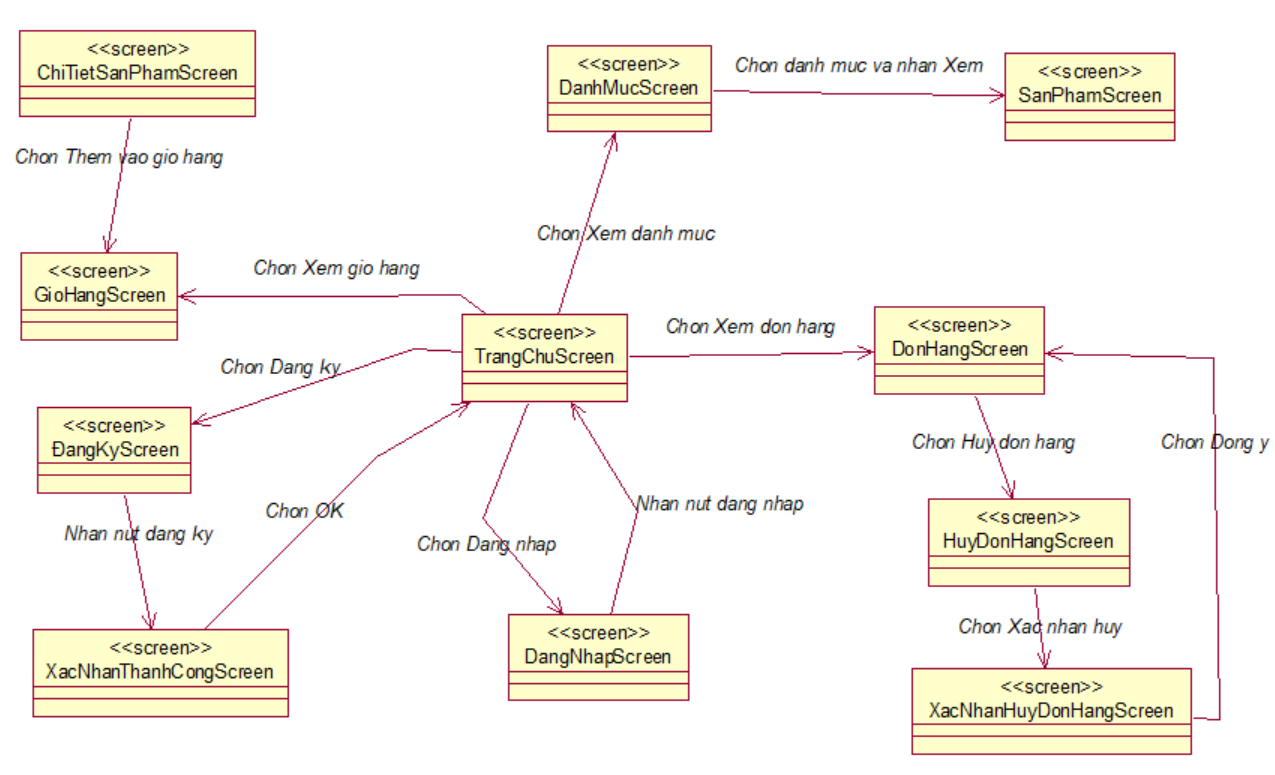 <<screen>>
ChiTietSanPhamScreen
<<screen>>
DanhMucScreen
Chon danh muc va nhan Xem
<<screen>>
SanPhamScreen
Chon Them vao gio hang
Chon Xem danh muc
<<screen>>
GioHangScreen
Chon Xem gio hang
<<screen>>
TrangChuScreen
Chon Xem don hang
<<screen>>
DonHangScreen
Chon Dang ky
<<screen>>
ĐangKyScreen
Chon Huy don hang
Chon Dong y
Nhan nut dang ky
Chon OK
Chon Dang nhap
Nhan nut dang nhap
<<screen>>
HuyDonHangScreen
<<screen>>
XacNhanThanhCongScreen
<<screen>>
DangNhapScreen
Chon Xac nhan huy
<<screen>>
XacNhanHuyDonHangScreen